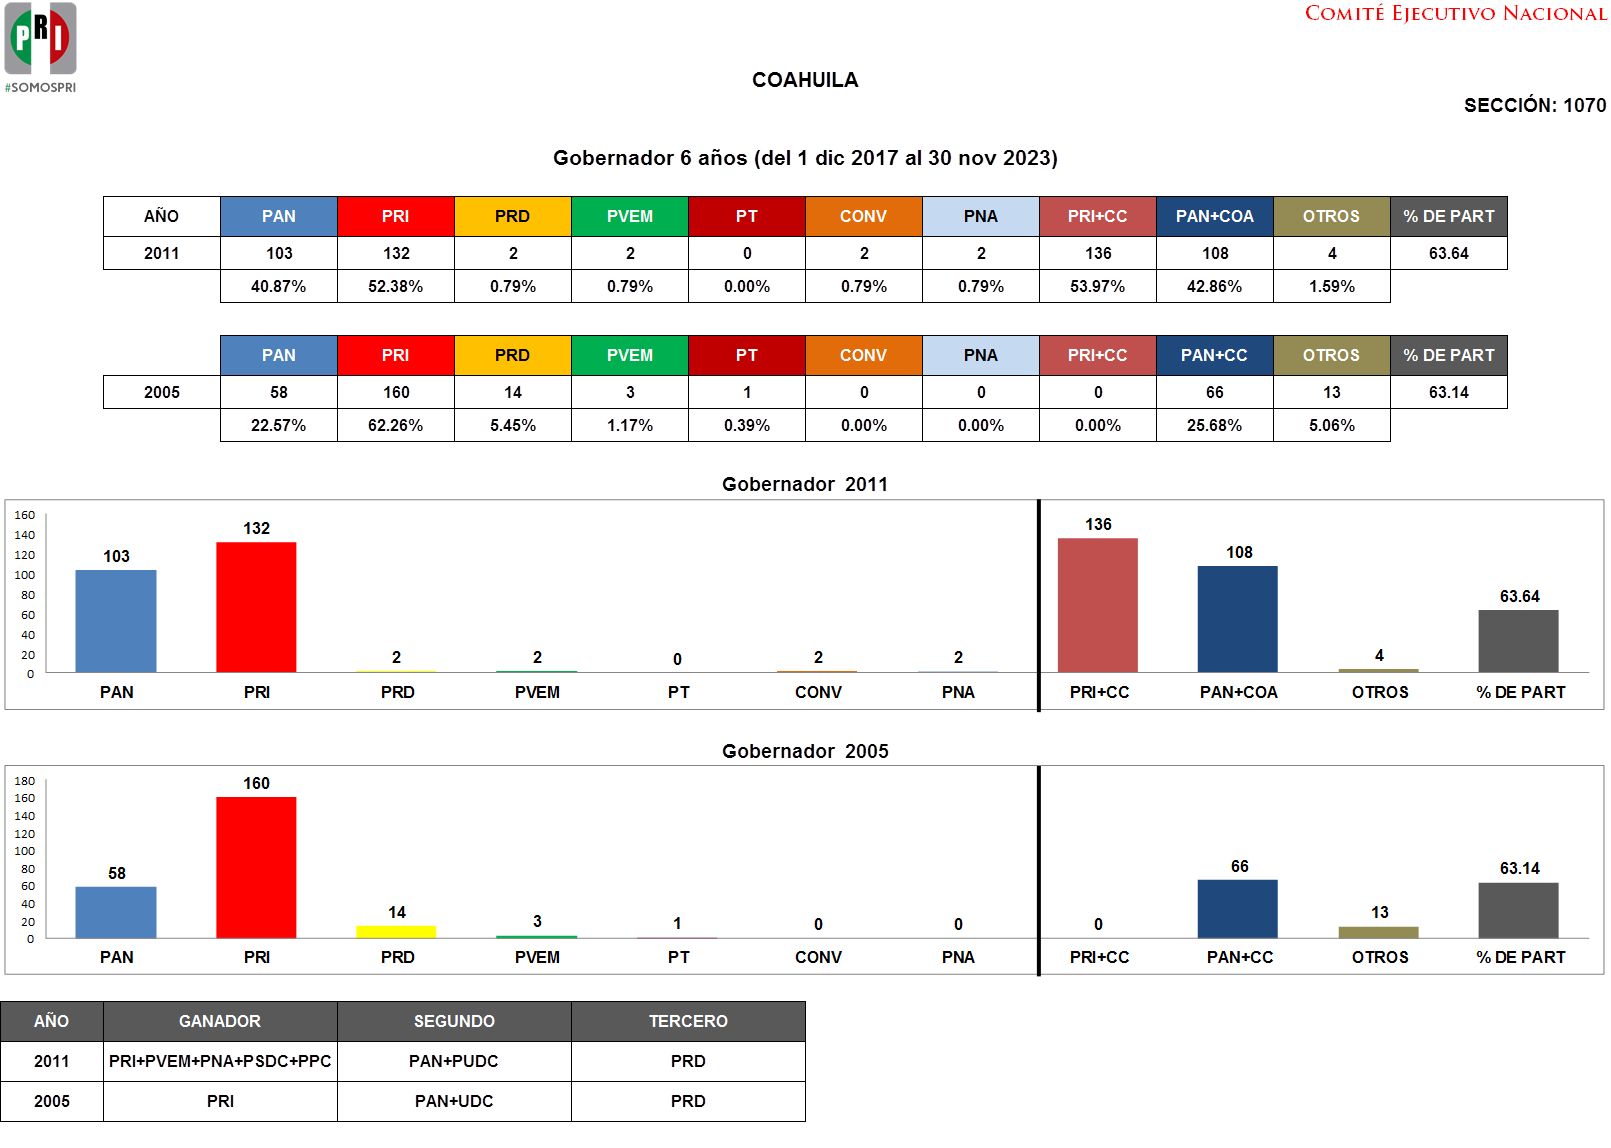 PRI
#SOMOSPRI
COMITÉ EJECUTIVO NACIONAL
COAHUILA
SECCIÓN: 1070
Gobernador 6 años (del 1 dic 2017 al 30 nov 2023)
AÑO PAN PRI PRD PVEM PT CONV PNA PRI+CC PAN+COA OTROS % DE PART
2011 103 132 2 2 0 2 2 136 108 4 63.64
40.87% 52.38% 0.79% 0.79% 0.00% 0.79% 0.79% 53.97% 42.86% 1.59%
PAN PRI PRD PVEM PT CONV PNA PRI+CC PAN+CC OTROS % DE PART
2005 58 160 14 3 1 0 0 0 66 13 63.14
22.57% 62.26% 5.45% 1.17% 0.39% 0.00% 0.00% 0.00% 25.68% 5.06%
Gobernador 2011
160
140
120
100
80
60
40
20
0
103 132 2 2 0 2 2 136 108 4 63.64
PAN PRI PRD PVEM PT CONV PNA PRI+CC PAN+COA OTROS % DE PART
Gobernador 2005
180
160
140
120
100
80
60
40
20
0
58 160 14 3 1 0 0 0 66 13 63.14
PAN PRI PRD PVEM PT CONV PNA PRI+CC PAN+CC OTROS % DE PART
AÑO GANADOR SEGUNDO TERCERO
2011 PRI+PVEM+PNA+PSDC+PPC PAN+PUDC PRD
2005 PRI PAN+UDC PRD